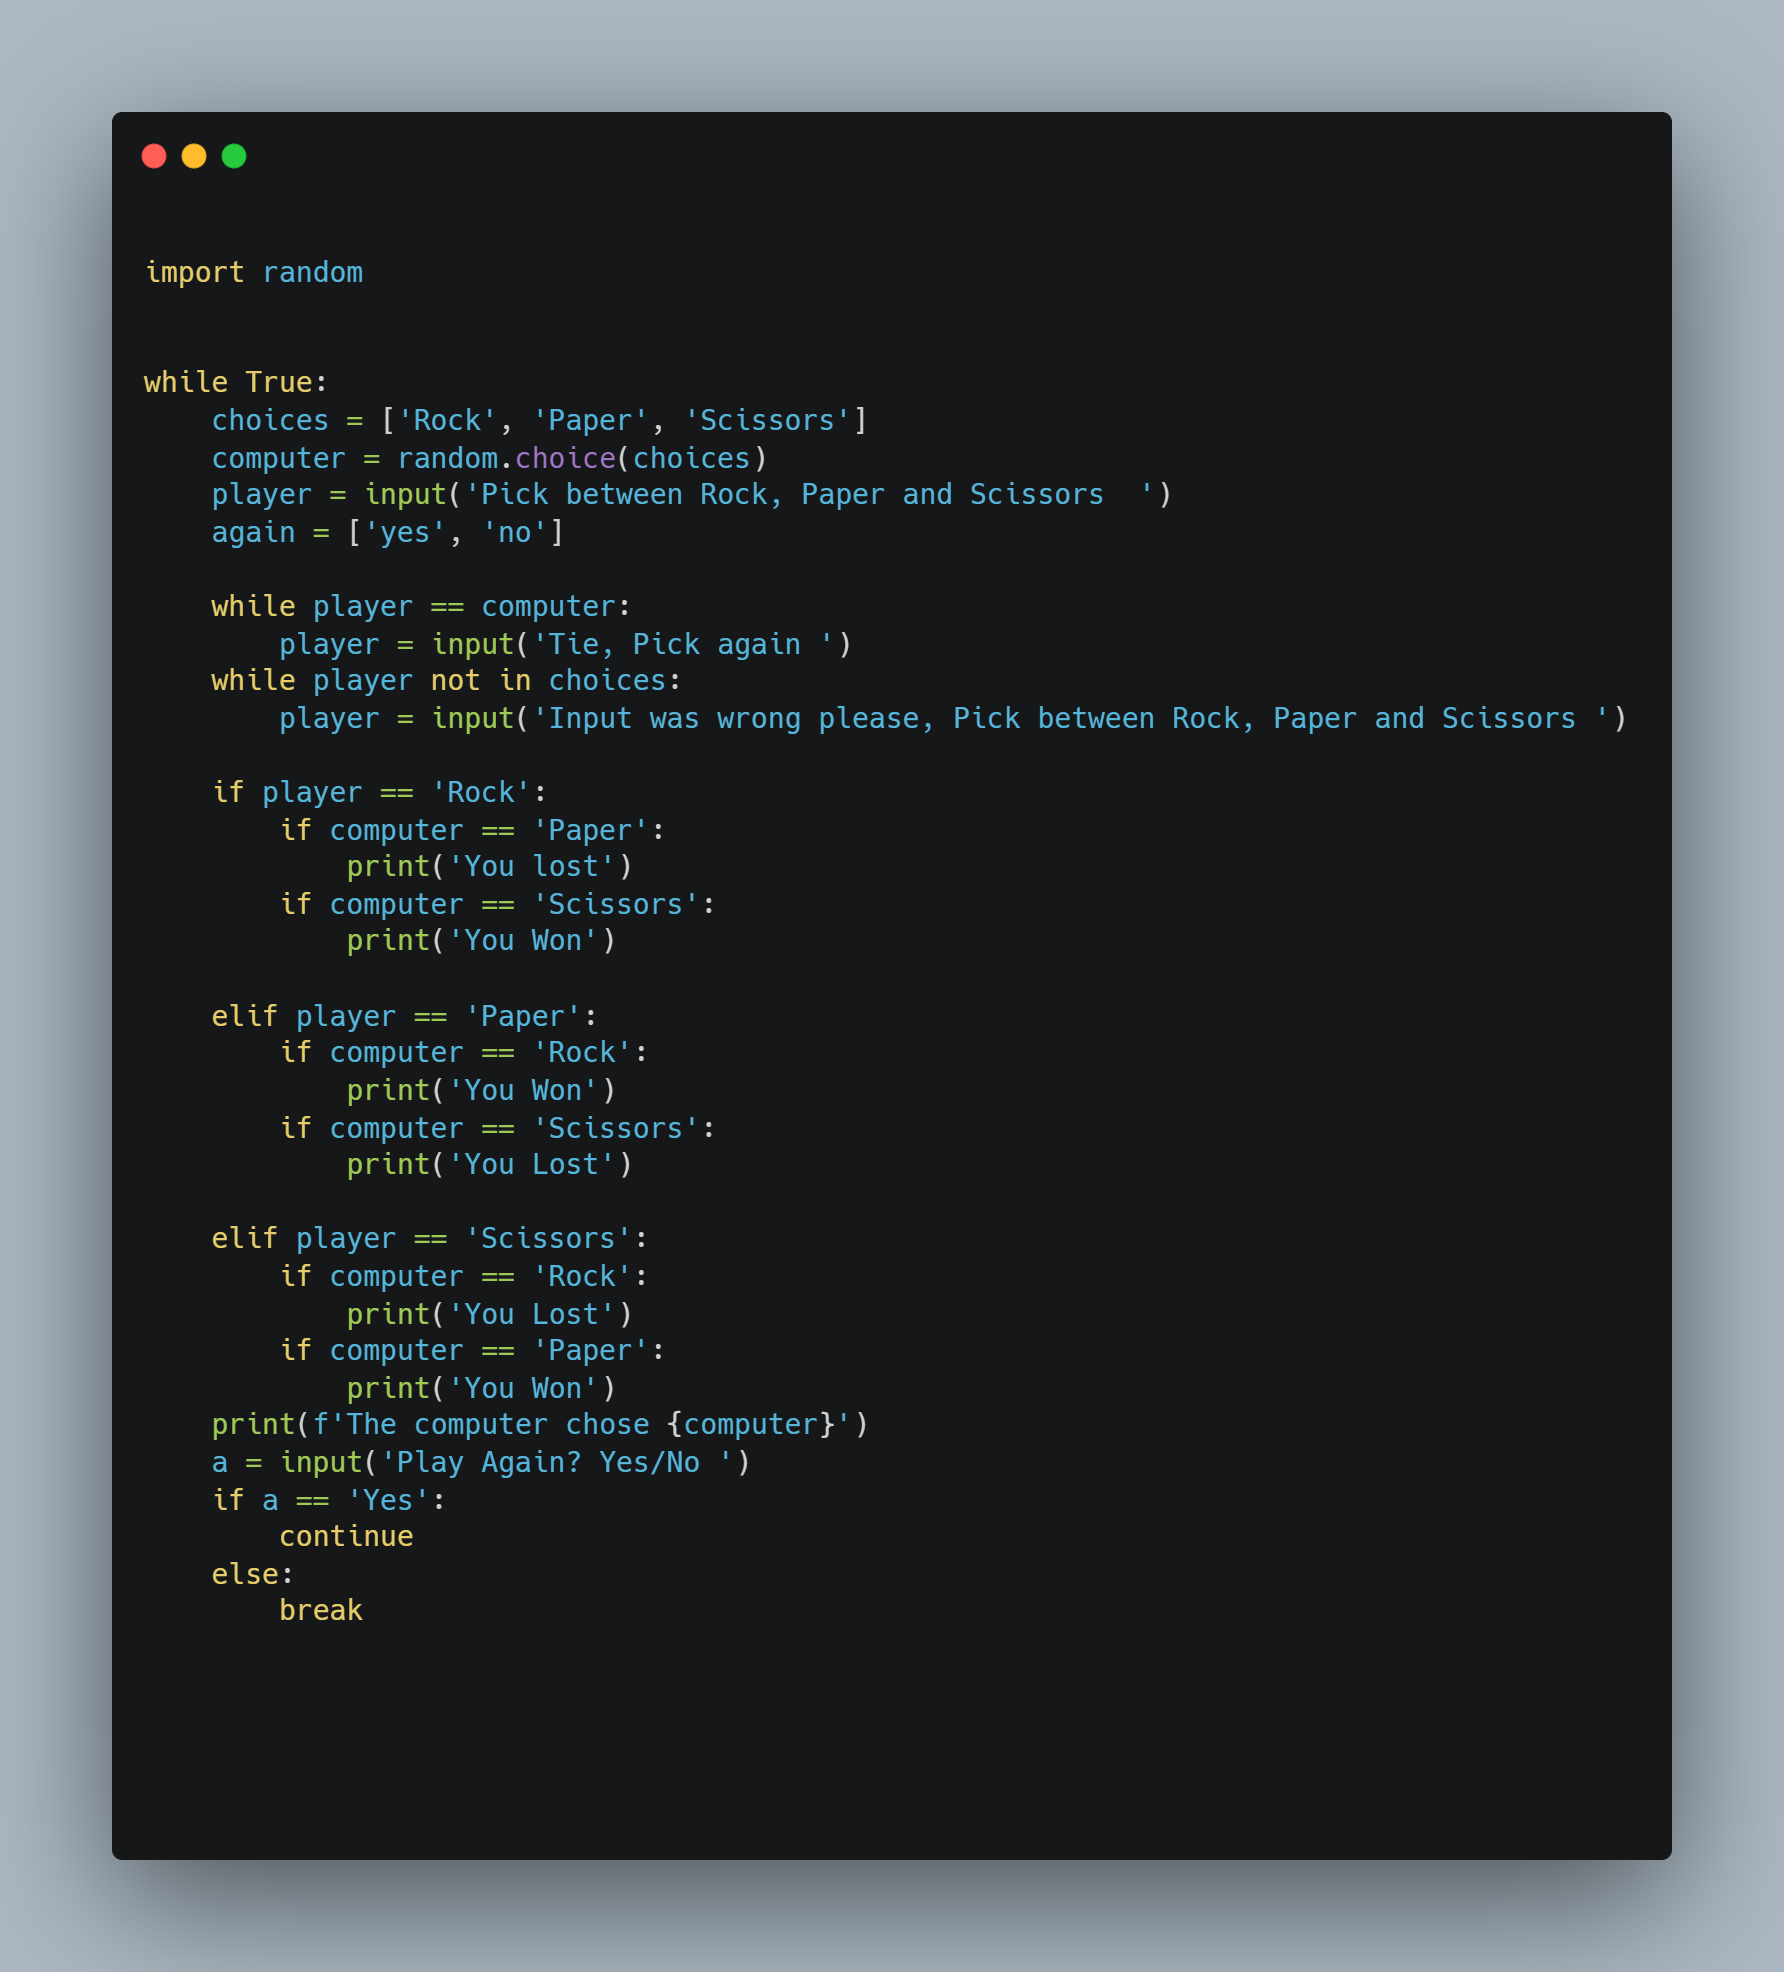 import random
while True:
    choices = ['Rock', 'Paper', 'Scissors']
    computer = random.choice(choices)
    player = input('Pick between Rock, Paper and Scissors  ')
    again = ['yes', 'no']
    while player == computer:
        player = input('Tie, Pick again ')
    while player not in choices:
        player = input('Input was wrong please, Pick between Rock, Paper and Scissors ')
    if player == 'Rock':
        if computer == 'Paper':
            print('You lost')
        if computer == 'Scissors':
            print('You Won')
    elif player == 'Paper':
        if computer == 'Rock':
            print('You Won')
        if computer == 'Scissors':
            print('You Lost')
    elif player == 'Scissors':
        if computer == 'Rock':
            print('You Lost')
        if computer == 'Paper':
            print('You Won')
    print(f'The computer chose {computer}')
    a = input('Play Again? Yes/No ')
    if a == 'Yes':
        continue
    else:
        break